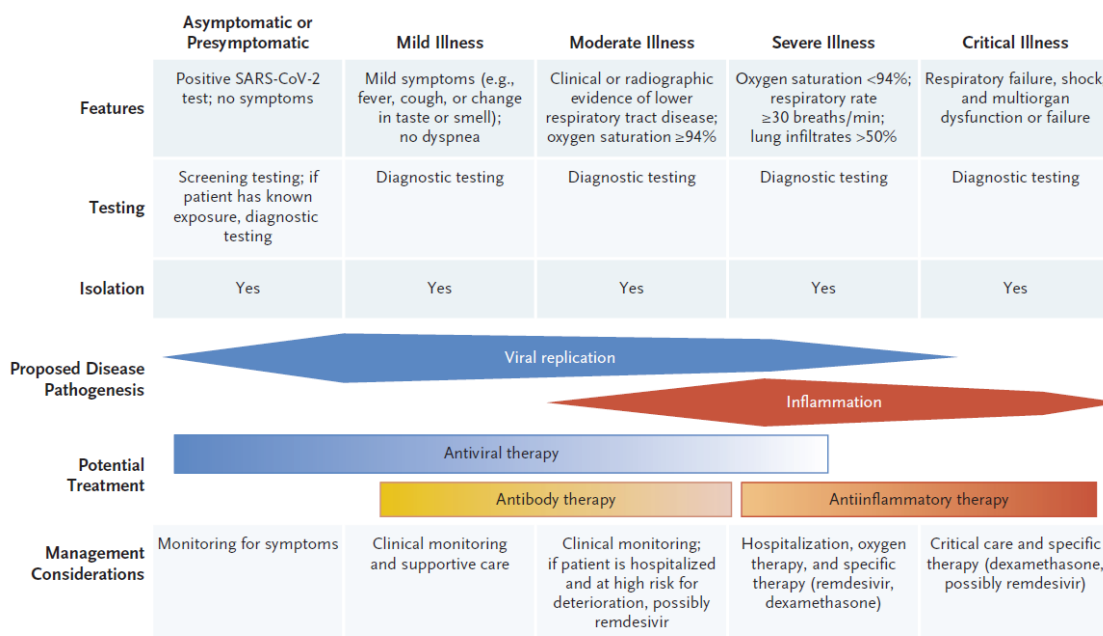 Asymptomatic or
Presymptomatic
Mild Illness
Moderate Illness
Severe Illness
Critical Illness
Features
Positive SARS-CoV-2
test; no symptoms
Mild symptoms (e.g.,
fever, cough, or change
in taste or smell);
no dyspnea
Clinical or radiographic
evidence of lower
respiratory tract disease;
oxygen saturation ≥94%
Oxygen saturation <94%;
respiratory rate
≥30 breaths/min;
lung infiltrates >50%
Respiratory failure, shock,
and multiorgan
dysfunction or failure
Testing
Screening testing; if
patient has known
exposure, diagnostic
testing
Diagnostic testing
Diagnostic testing
Diagnostic testing
Diagnostic testing
Isolation
Yes
Yes
Yes
Yes
Yes
Proposed Disease
Pathogenesis
Viral replication
Inflammation
Potential
Treatment
Antiviral therapy
Antibody therapy
Antiinflammatory therapy
Management
Considerations
Monitoring for symptoms
Clinical monitoring
and supportive care
Clinical monitoring;
if patient is hospitalized
and at high risk for
deterioration, possibly
remdesivir
Hospitalization, oxygen
therapy, and specific
therapy (remdesivir,
dexamethasone)
Critical care and specific
therapy (dexamethasone,
possibly remdesivir)